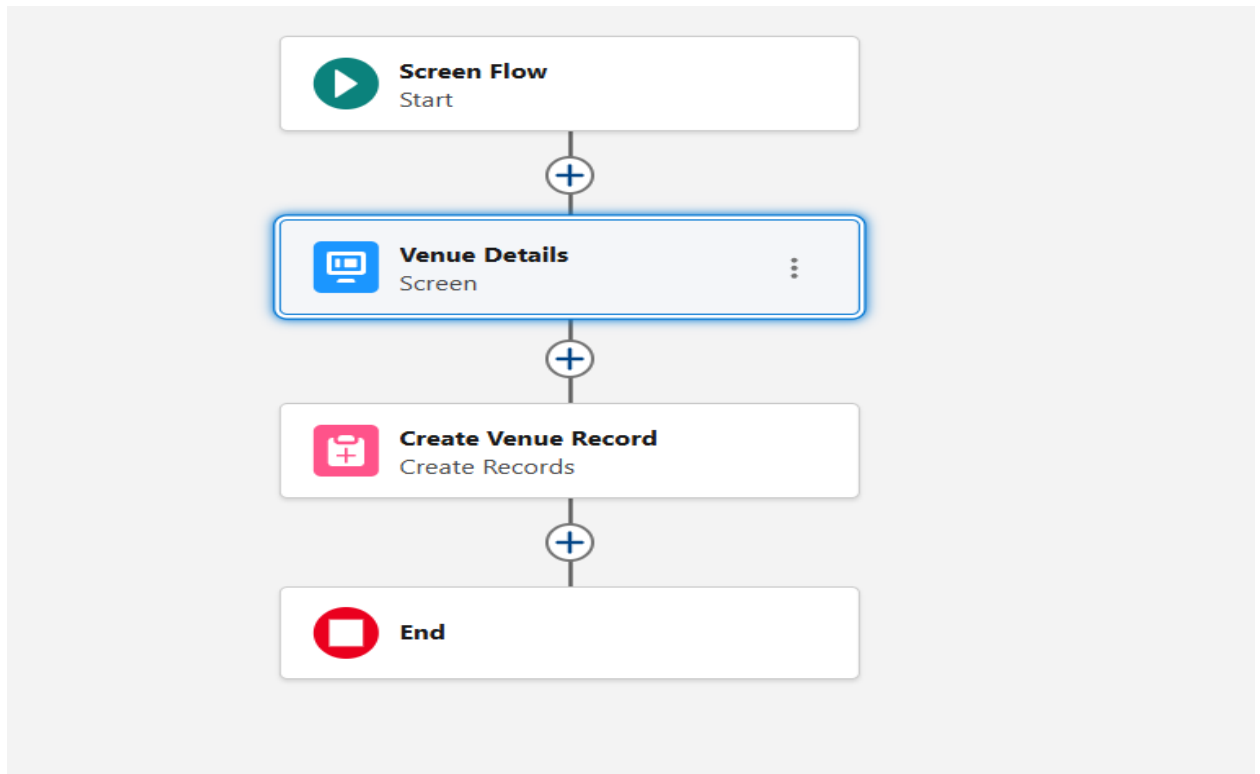 Screen Flow
Start
Venue Details
Screen
Create Venue Record
Create Records
End